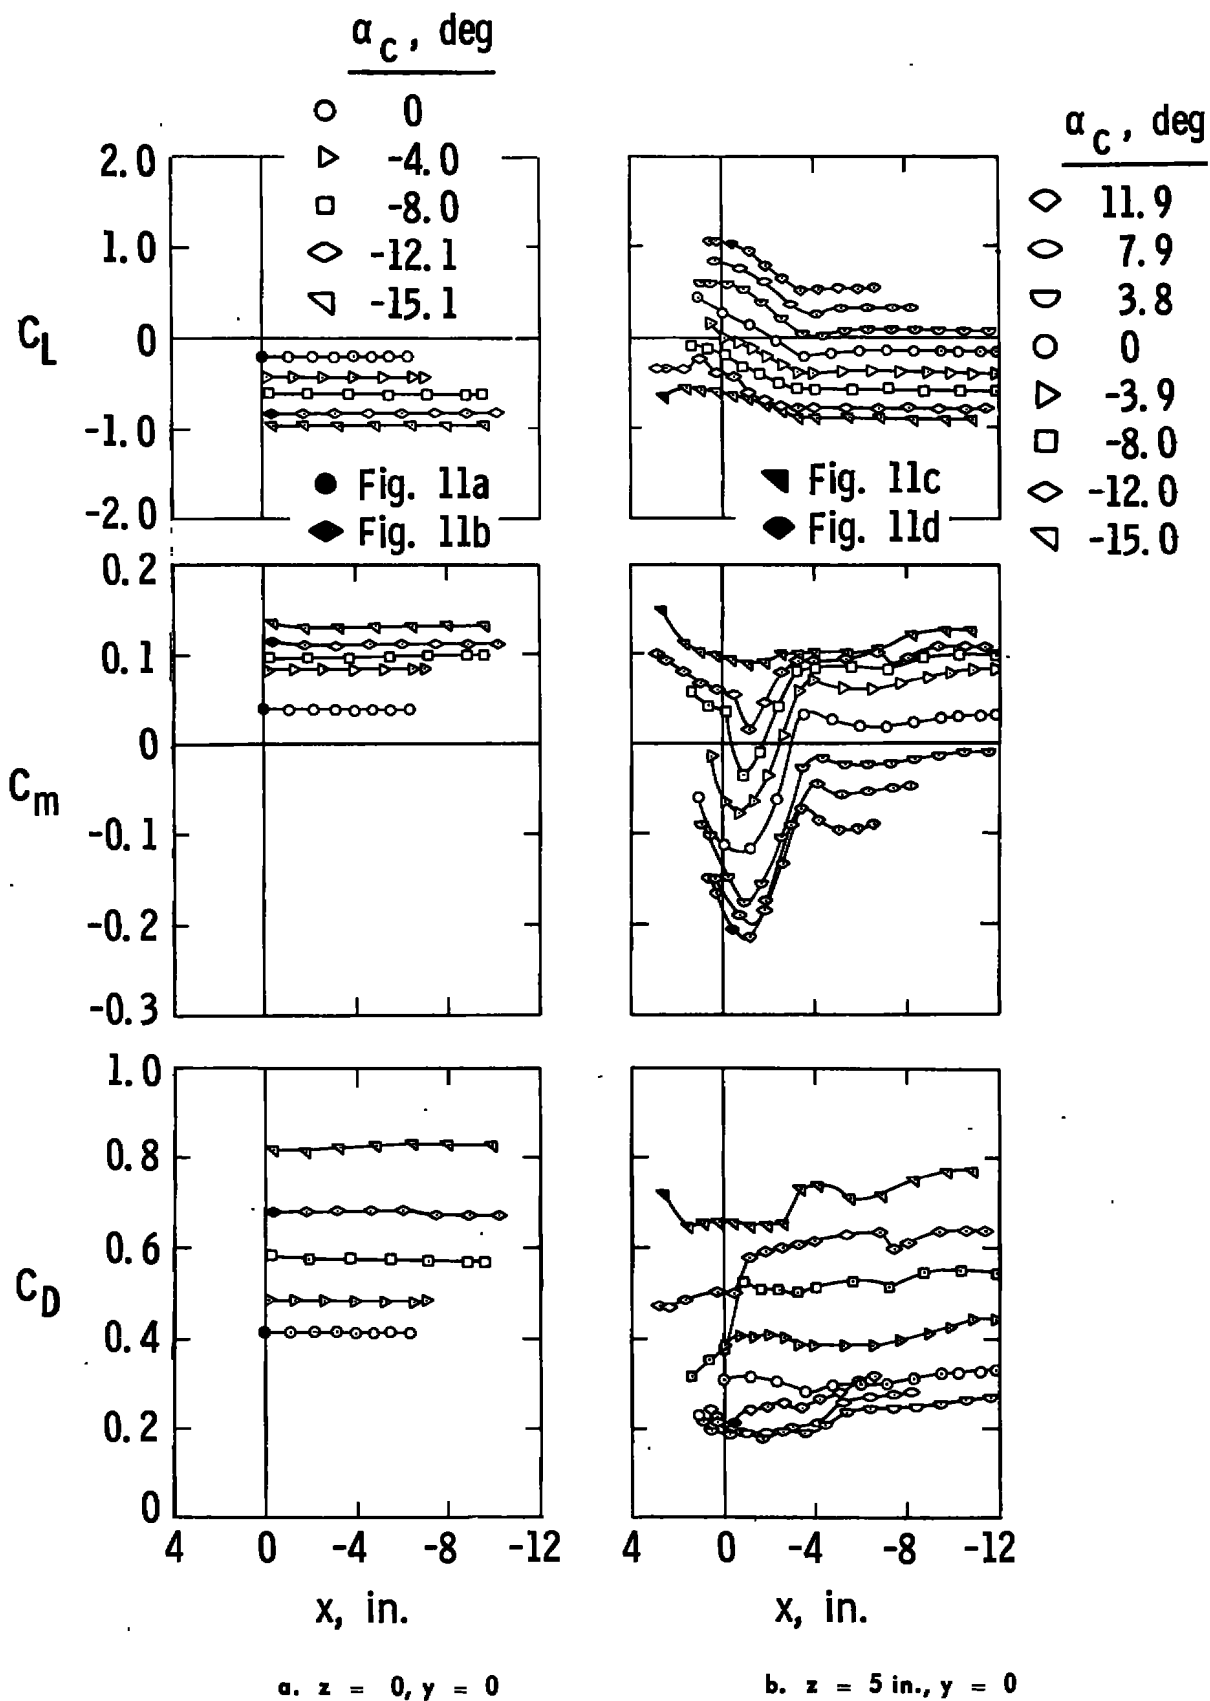 α_C, deg
0
-4.0
-8.0
-12.1
-15.1
α_C, deg
11.9
7.9
3.8
0
-3.9
-8.0
-12.0
-15.0
C_L
2.0
1.0
0
-1.0
-2.0
Fig. 11a
Fig. 11b
Fig. 11c
Fig. 11d
C_m
0.2
0.1
0
-0.1
-0.2
-0.3
C_D
1.0
0.8
0.6
0.4
0.2
0
4 0 -4 -8 -12
x, in.
4 0 -4 -8 -12
x, in.
a. z = 0, y = 0
b. z = 5 in., y = 0